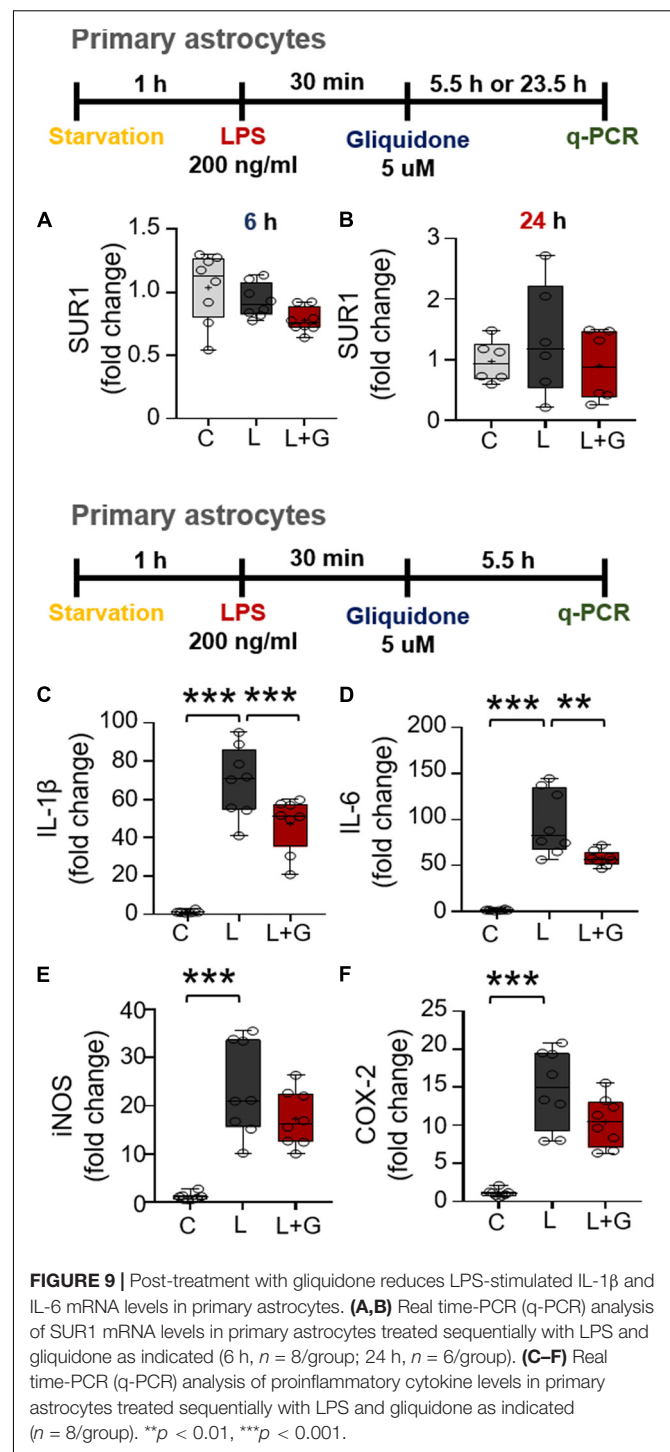 Primary astrocytes
1 h 30 min 5.5 h or 23.5 h
Starvation LPS Gliquidone q-PCR
200 ng/ml 5 uM
A 6 h B 24 h
SUR1
(fold change)
1.5
1.0
0.5
0
C L L+G
SUR1
(fold change)
3
2
1
0
C L L+G
Primary astrocytes
1 h 30 min 5.5 h
Starvation LPS Gliquidone q-PCR
200 ng/ml 5 uM
C
*** ***
IL-1β
(fold change)
100
80
60
40
20
0
C L L+G
D
*** **
IL-6
(fold change)
200
150
100
50
0
C L L+G
E
***
iNOS
(fold change)
40
30
20
10
0
C L L+G
F
***
COX-2
(fold change)
25
20
15
10
5
0
C L L+G
FIGURE 9 | Post-treatment with gliquidone reduces LPS-stimulated IL-1β and
IL-6 mRNA levels in primary astrocytes. (A,B) Real time-PCR (q-PCR) analysis
of SUR1 mRNA levels in primary astrocytes treated sequentially with LPS and
gliquidone as indicated (6 h, n = 8/group; 24 h, n = 6/group). (C–F) Real
time-PCR (q-PCR) analysis of proinflammatory cytokine levels in primary
astrocytes treated sequentially with LPS and gliquidone as indicated
(n = 8/group). **p < 0.01, ***p < 0.001.